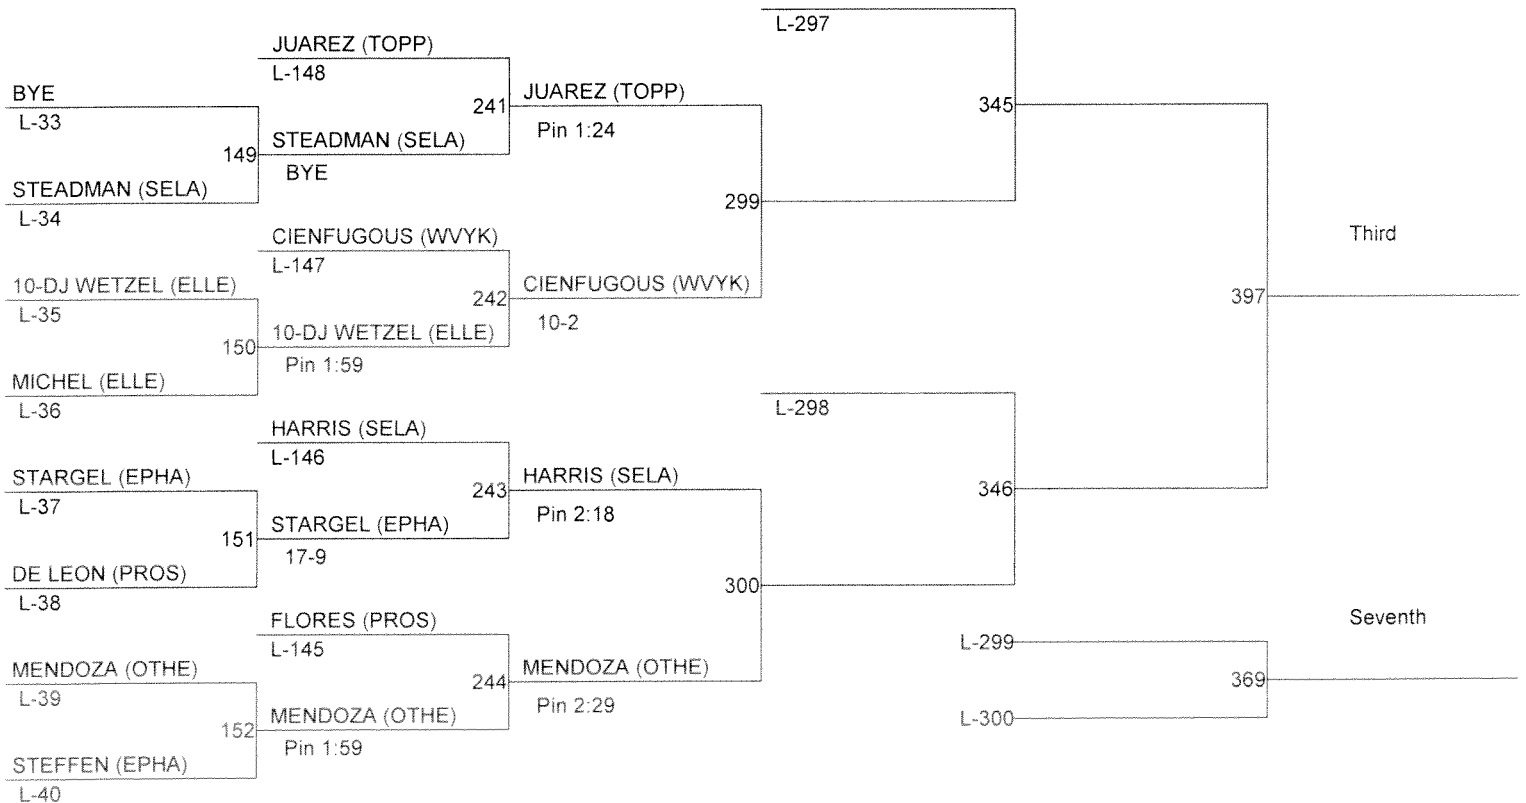 BYE
L-33
STEADMAN (SELA)
L-34
10-DJ WETZEL (ELLE)
L-35
MICHEL (ELLE)
L-36
STARGEL (EPHA)
L-37
DE LEON (PROS)
L-38
MENDOZA (OTHE)
L-39
STEFFEN (EPHA)
L-40
149
150
151
152
JUAREZ (TOPP)
L-148
STEADMAN (SELA)
BYE
CIENFUGOUS (WVYK)
L-147
10-DJ WETZEL (ELLE)
Pin 1:59
HARRIS (SELA)
L-146
STARGEL (EPHA)
17-9
FLORES (PROS)
L-145
MENDOZA (OTHE)
Pin 1:59
241
242
243
244
JUAREZ (TOPP)
Pin 1:24
CIENFUGOUS (WVYK)
10-2
HARRIS (SELA)
Pin 2:18
MENDOZA (OTHE)
Pin 2:29
299
300
L-297
L-298
345
346
397
Third
L-299
L-300
369
Seventh